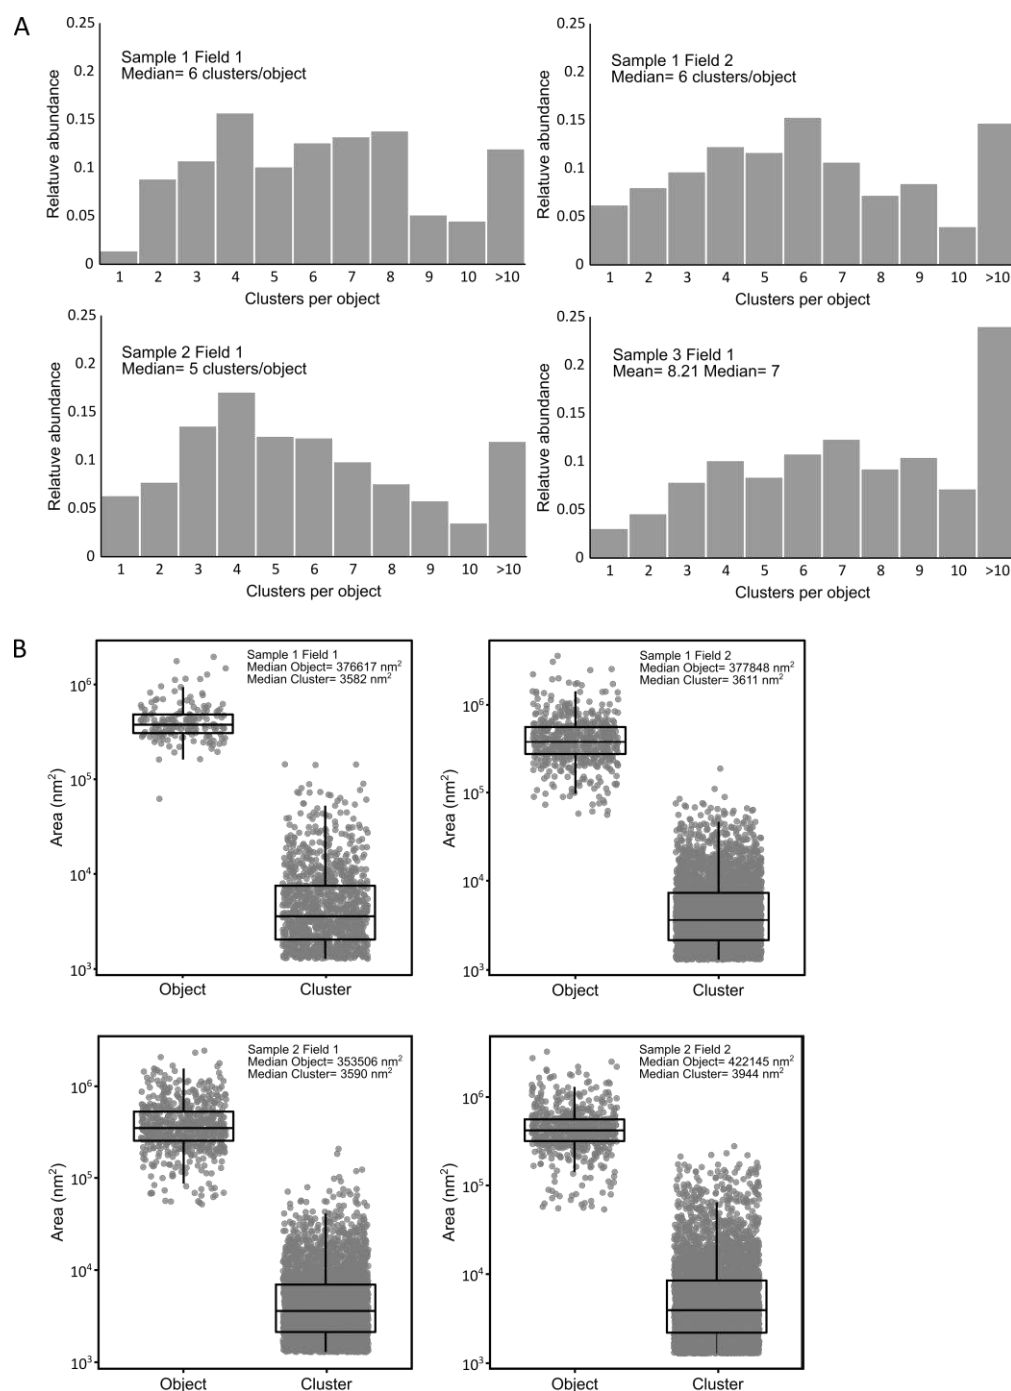 A
0.25
0.2
0.15
0.1
0.05
0
Relative abundance
Sample 1 Field 1
Median= 6 clusters/object
1 2 3 4 5 6 7 8 9 10 >10
Clusters per object
0.25
0.2
0.15
0.1
0.05
0
Relative abundance
Sample 1 Field 2
Median= 6 clusters/object
1 2 3 4 5 6 7 8 9 10 >10
Clusters per object
0.25
0.2
0.15
0.1
0.05
0
Relatuve abundance
Sample 2 Field 1
Median= 5 clusters/object
1 2 3 4 5 6 7 8 9 10 >10
Clusters per object
0.25
0.2
0.15
0.1
0.05
0
Relative abundance
Sample 3 Field 1
Mean= 8.21 Median= 7
1 2 3 4 5 6 7 8 9 10 >10
Clusters per object
B
10⁶
10⁵
10⁴
10³
Area (nm²)
Sample 1 Field 1
Median Object= 376617 nm²
Median Cluster= 3582 nm²
Object Cluster
10⁶
10⁵
10⁴
10³
Area (nm²)
Sample 1 Field 2
Median Object= 377848 nm²
Median Cluster= 3611 nm²
Object Cluster
10⁶
10⁵
10⁴
10³
Area (nm²)
Sample 2 Field 1
Median Object= 353506 nm²
Median Cluster= 3590 nm²
Object Cluster
10⁶
10⁵
10⁴
10³
Area (nm²)
Sample 2 Field 2
Median Object= 422145 nm²
Median Cluster= 3944 nm²
Object Cluster